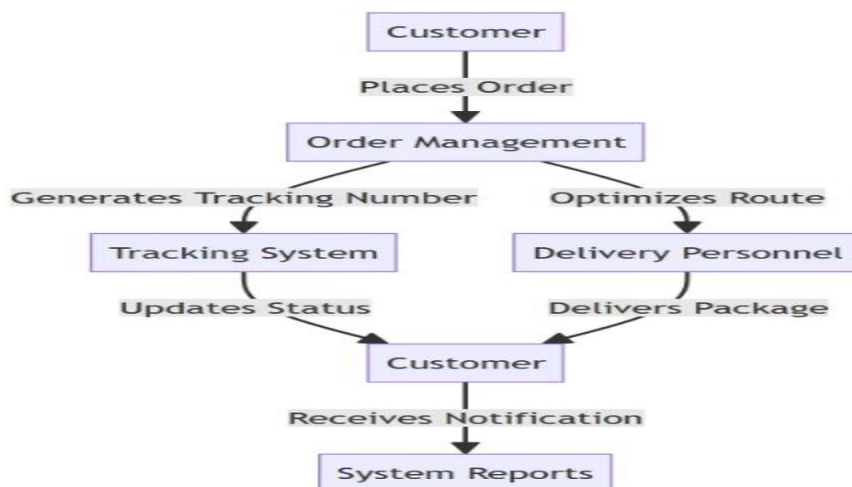 Customer
Places Order
Order Management
Generates Tracking Number
Optimizes Route
Tracking System
Delivery Personnel
Updates Status
Delivers Package
Customer
Receives Notification
System Reports